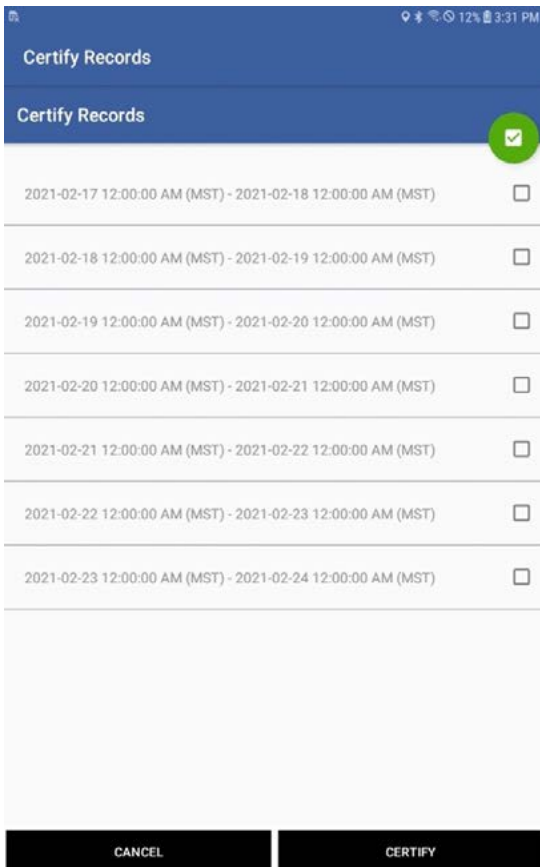 12% 3:31 PM
Certify Records
Certify Records
2021-02-17 12:00:00 AM (MST) - 2021-02-18 12:00:00 AM (MST)
2021-02-18 12:00:00 AM (MST) - 2021-02-19 12:00:00 AM (MST)
2021-02-19 12:00:00 AM (MST) - 2021-02-20 12:00:00 AM (MST)
2021-02-20 12:00:00 AM (MST) - 2021-02-21 12:00:00 AM (MST)
2021-02-21 12:00:00 AM (MST) - 2021-02-22 12:00:00 AM (MST)
2021-02-22 12:00:00 AM (MST) - 2021-02-23 12:00:00 AM (MST)
2021-02-23 12:00:00 AM (MST) - 2021-02-24 12:00:00 AM (MST)
CANCEL CERTIFY